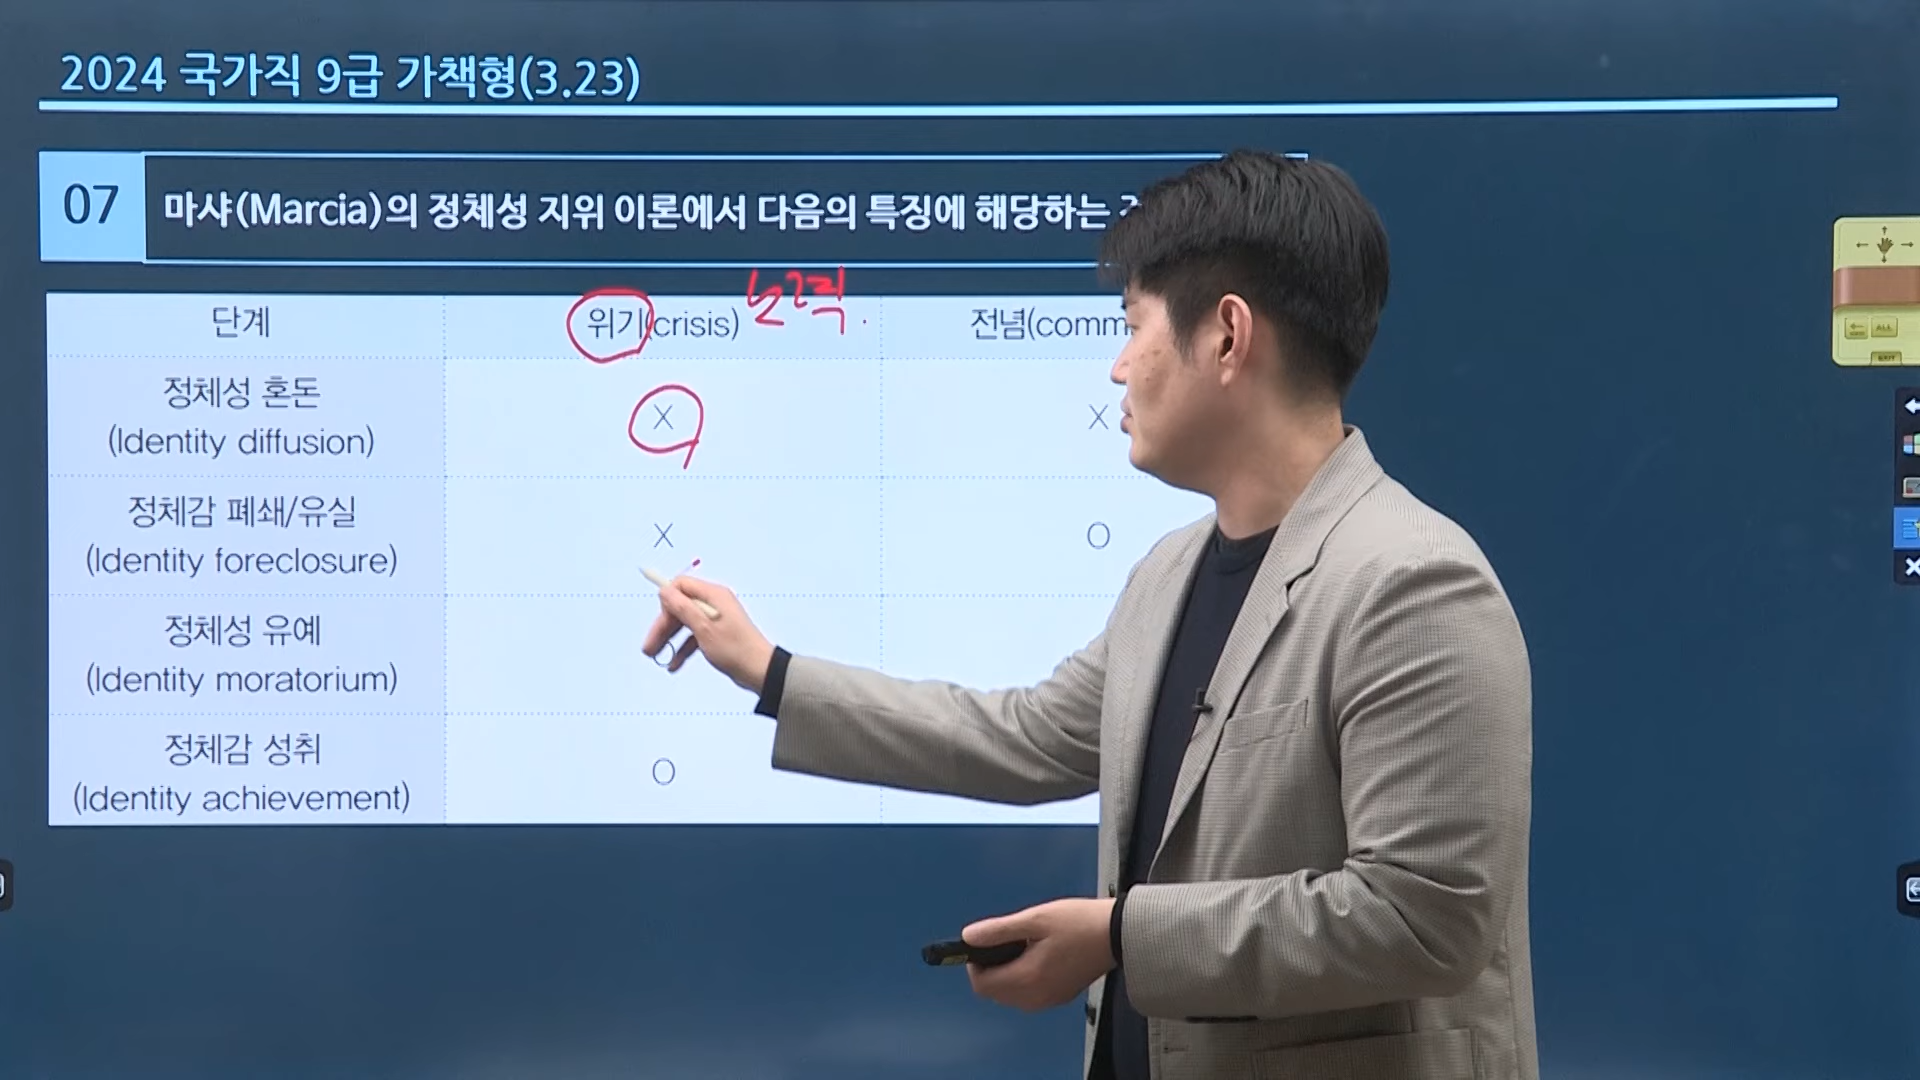 2024 국가직 9급 가책형(3.23)
07
마샤(Marcia)의 정체성 지위 이론에서 다음의 특징에 해당하는
단계
위기(crisis)
전념(comm
정체성 혼돈
(Identity diffusion)
X
X
정체감 폐쇄/유실
(Identity foreclosure)
X
O
정체성 유예
(Identity moratorium)
O
정체감 성취
(Identity achievement)
O
ALL
EXIT